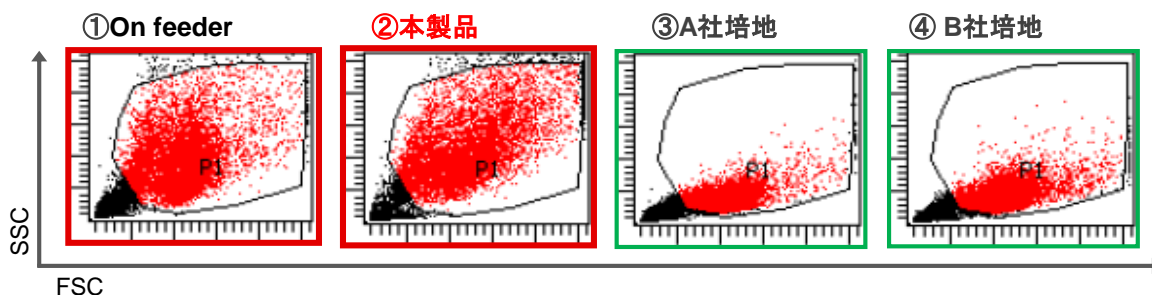 ①On feeder
②本製品
③A社培地
④ B社培地
P1
P1
P1
P1
SSC
FSC